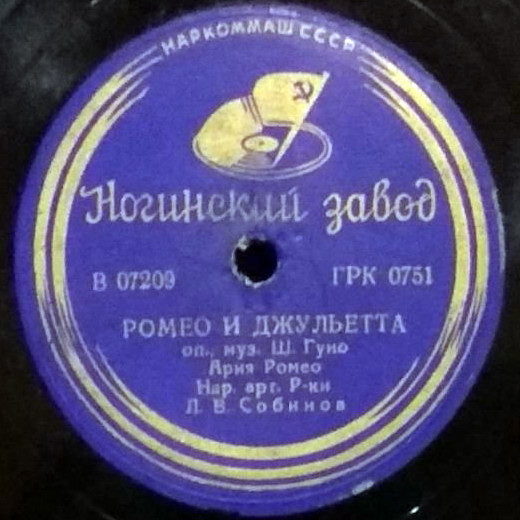 НАРКОММАШ СССР
Ногинский завод
В 07209 ГРК 0751
РОМЕО И ДЖУЛЬЕТТА
оп., муз. Ш. Гуно
Ария Ромео
Нар. арт. Р-ки
Л. В. Собинов